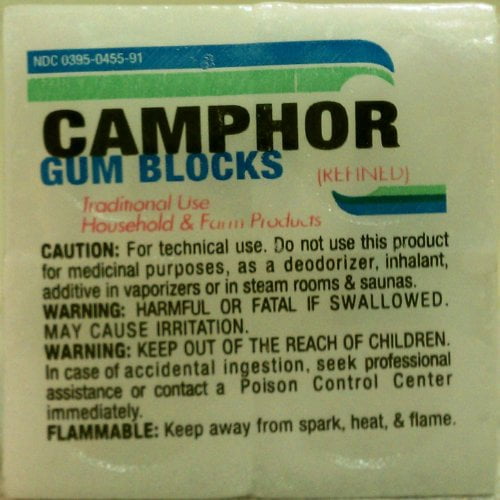 NDC 0395-0455-91
CAMPHOR
GUM BLOCKS
(REFINED)
Traditional Use
Household & Farm Products
CAUTION: For technical use. Do not use this product
for medicinal purposes, as a deodorizer, inhalant,
additive in vaporizers or in steam rooms & saunas.
WARNING: HARMFUL OR FATAL IF SWALLOWED.
MAY CAUSE IRRITATION.
WARNING: KEEP OUT OF THE REACH OF CHILDREN.
In case of accidental ingestion, seek professional
assistance or contact a Poison Control Center
immediately.
FLAMMABLE: Keep away from spark, heat, & flame.